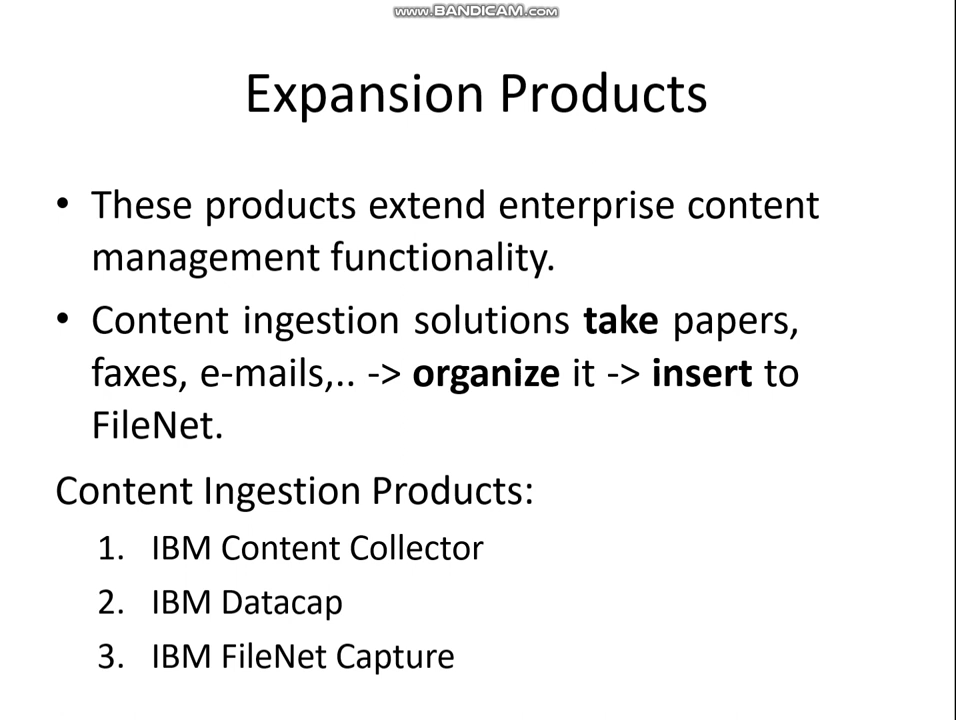 www.BANDICAM.com
Expansion Products
• These products extend enterprise content
management functionality.
• Content ingestion solutions take papers,
faxes, e-mails,.. -> organize it -> insert to
FileNet.
Content Ingestion Products:
1. IBM Content Collector
2. IBM Datacap
3. IBM FileNet Capture